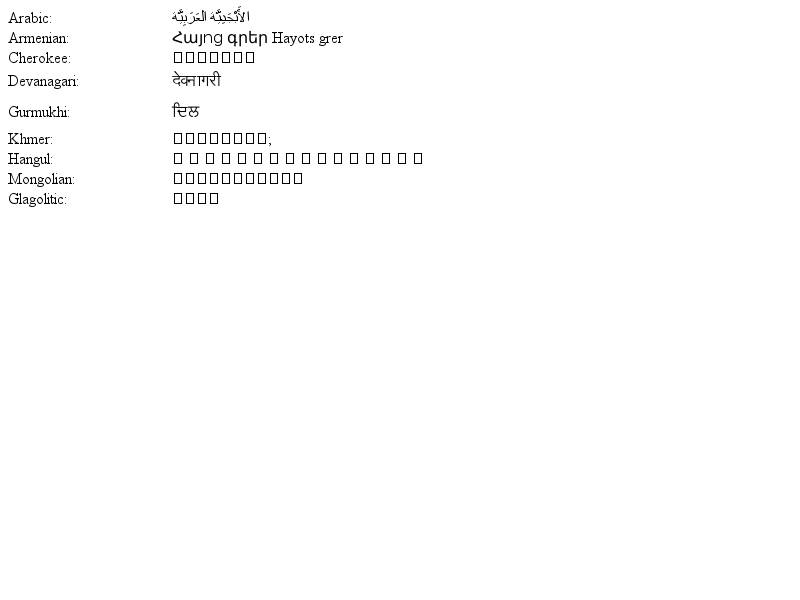 Arabic: الأَبْجَدِيَّة العَرَبِيَّة
Armenian: Հայոց գրեր Hayots grer
Cherokee: □□□□□□□
Devanagari: देवनागरी
Gurmukhi: ਦਿਲ
Khmer: □□□□□□□□;
Hangul: □ □ □ □ □ □ □ □ □ □ □ □ □ □ □ □
Mongolian: □□□□□□□□□□□
Glagolitic: □□□□